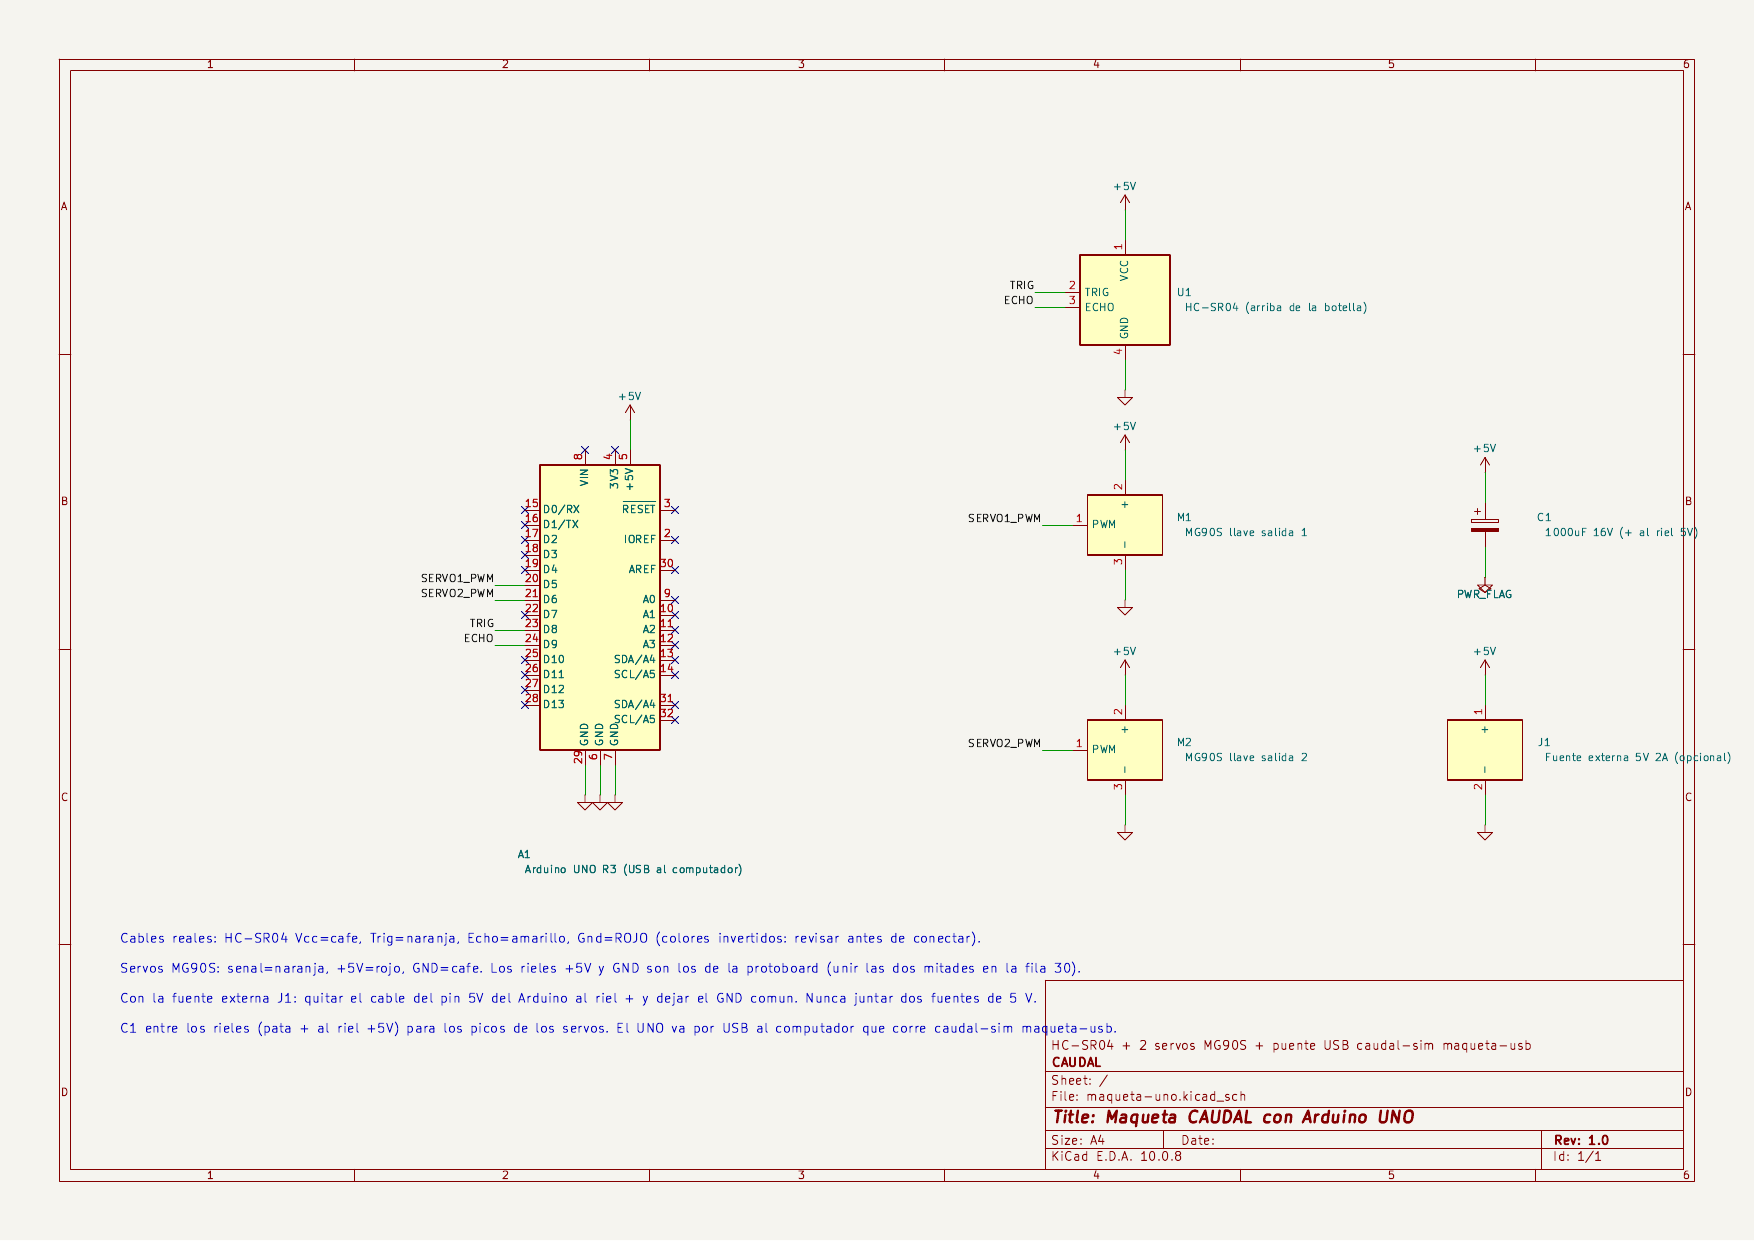 1 2 3 4 5 6
A A
B B
C C
D D
+5V
1
VCC
TRIG 2 TRIG
ECHO 3 ECHO
GND
4
U1
HC-SR04 (arriba de la botella)
+5V
8 4 5
VIN 3V3 +5V
15 D0/RX RESET 3
16 D1/TX
17 D2 IOREF 2
18 D3
19 D4 AREF 30
SERVO1_PWM 20 D5
SERVO2_PWM 21 D6 A0 9
22 D7 A1 10
TRIG 23 D8 A2 11
ECHO 24 D9 A3 12
25 D10 SDA/A4 13
26 D11 SCL/A5 14
27 D12
28 D13 SDA/A4 31
SCL/A5 32
GND GND GND
29 6 7
A1
Arduino UNO R3 (USB al computador)
+5V
2
+
SERVO1_PWM 1 PWM
-
3
M1
MG90S llave salida 1
+5V
+
C1
1000uF 16V (+ al riel 5V)
PWR_FLAG
+5V
2
+
SERVO2_PWM 1 PWM
-
3
M2
MG90S llave salida 2
+5V
1
+
-
2
J1
Fuente externa 5V 2A (opcional)
Cables reales: HC-SR04 Vcc=cafe, Trig=naranja, Echo=amarillo, Gnd=ROJO (colores invertidos: revisar antes de conectar).
Servos MG90S: senal=naranja, +5V=rojo, GND=cafe. Los rieles +5V y GND son los de la protoboard (unir las dos mitades en la fila 30).
Con la fuente externa J1: quitar el cable del pin 5V del Arduino al riel + y dejar el GND comun. Nunca juntar dos fuentes de 5 V.
C1 entre los rieles (pata + al riel +5V) para los picos de los servos. El UNO va por USB al computador que corre caudal-sim maqueta-usb.
HC-SR04 + 2 servos MG90S + puente USB caudal-sim maqueta-usb
CAUDAL
Sheet: /
File: maqueta-uno.kicad_sch
Title: Maqueta CAUDAL con Arduino UNO
Size: A4 Date: Rev: 1.0
KiCad E.D.A. 10.0.8 Id: 1/1
1 2 3 4 5 6